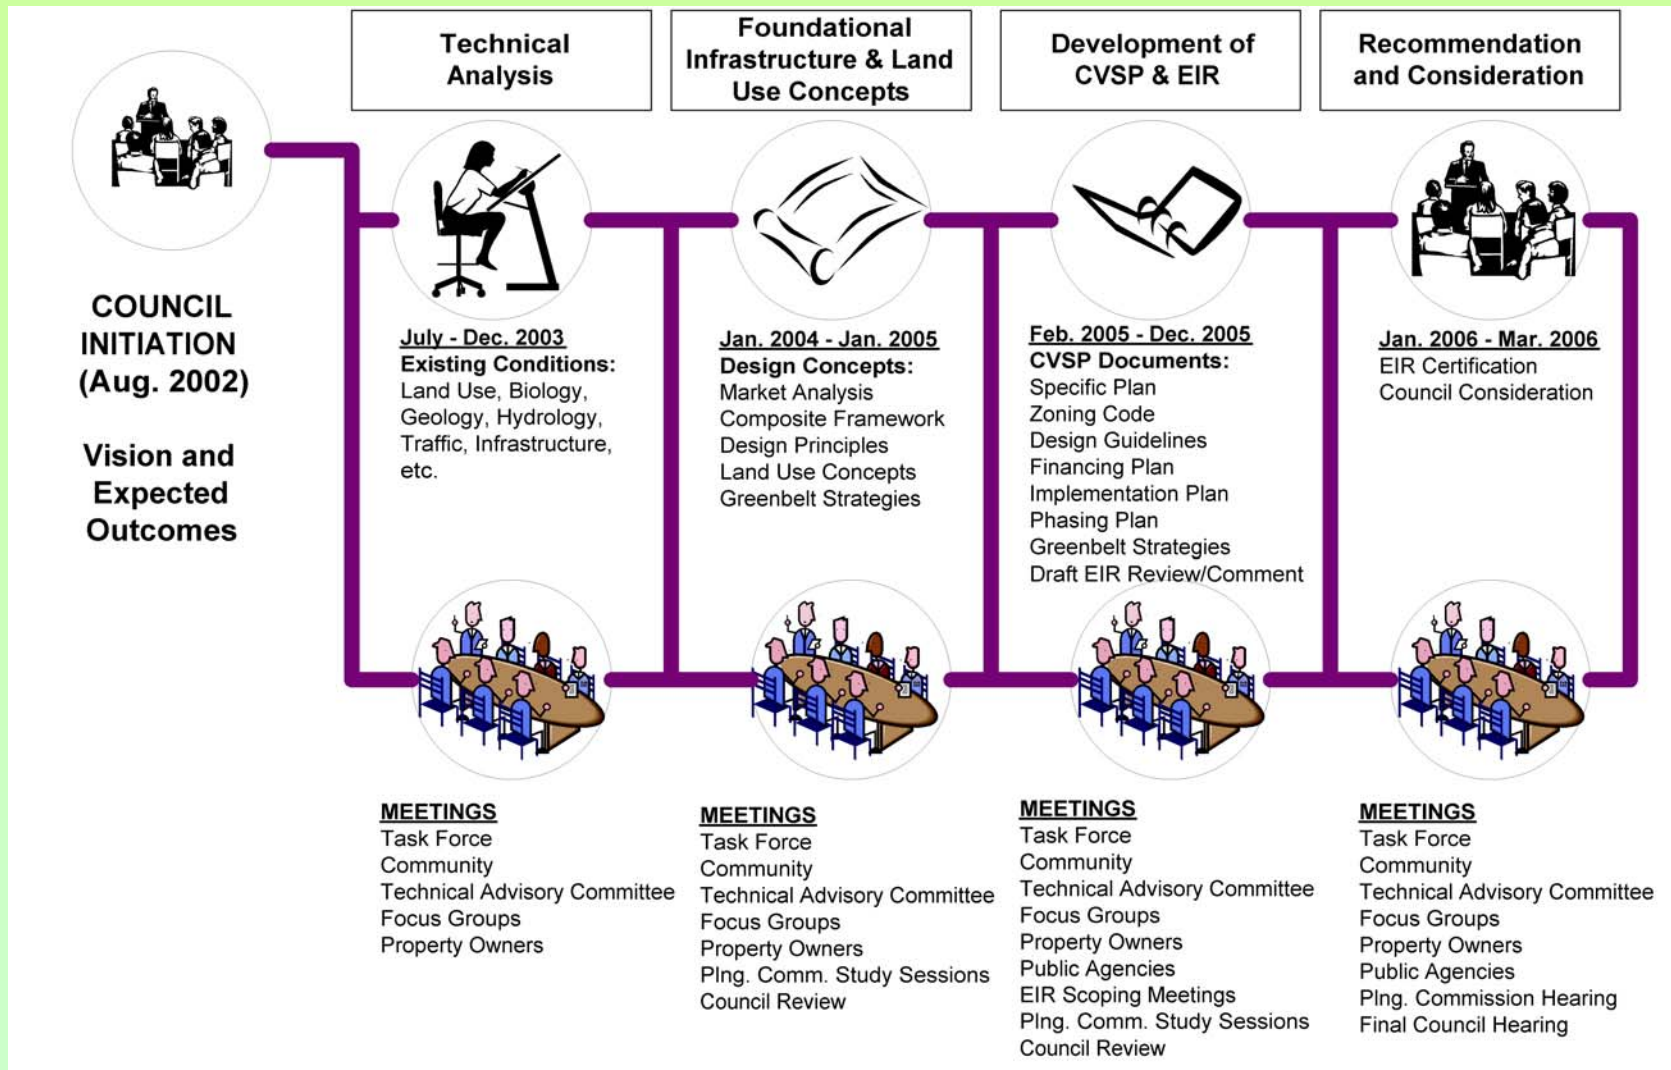 COUNCIL
INITIATION
(Aug. 2002)
Vision and
Expected
Outcomes
Technical
Analysis
July - Dec. 2003
Existing Conditions:
Land Use, Biology,
Geology, Hydrology,
Traffic, Infrastructure,
etc.
MEETINGS
Task Force
Community
Technical Advisory Committee
Focus Groups
Property Owners
Foundational
Infrastructure & Land
Use Concepts
Jan. 2004 - Jan. 2005
Design Concepts:
Market Analysis
Composite Framework
Design Principles
Land Use Concepts
Greenbelt Strategies
MEETINGS
Task Force
Community
Technical Advisory Committee
Focus Groups
Property Owners
Plng. Comm. Study Sessions
Council Review
Development of
CVSP & EIR
Feb. 2005 - Dec. 2005
CVSP Documents:
Specific Plan
Zoning Code
Design Guidelines
Financing Plan
Implementation Plan
Phasing Plan
Greenbelt Strategies
Draft EIR Review/Comment
MEETINGS
Task Force
Community
Technical Advisory Committee
Focus Groups
Property Owners
Public Agencies
EIR Scoping Meetings
Plng. Comm. Study Sessions
Council Review
Recommendation
and Consideration
Jan. 2006 - Mar. 2006
EIR Certification
Council Consideration
MEETINGS
Task Force
Community
Technical Advisory Committee
Focus Groups
Property Owners
Public Agencies
Plng. Commission Hearing
Final Council Hearing